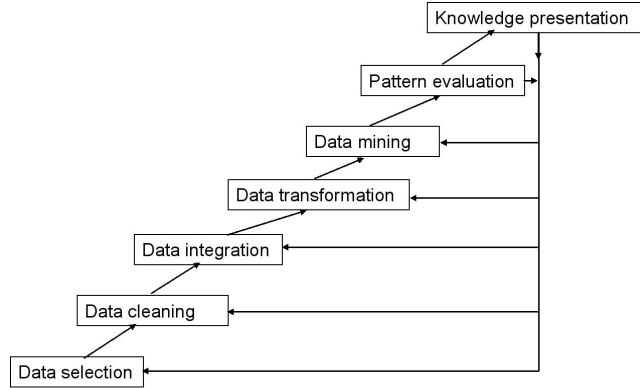 Knowledge presentation
Pattern evaluation
Data mining
Data transformation
Data integration
Data cleaning
Data selection